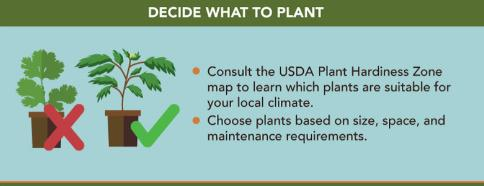 DECIDE WHAT TO PLANT
Consult the USDA Plant Hardiness Zone
map to learn which plants are suitable for
your local climate.
Choose plants based on size, space, and
maintenance requirements.